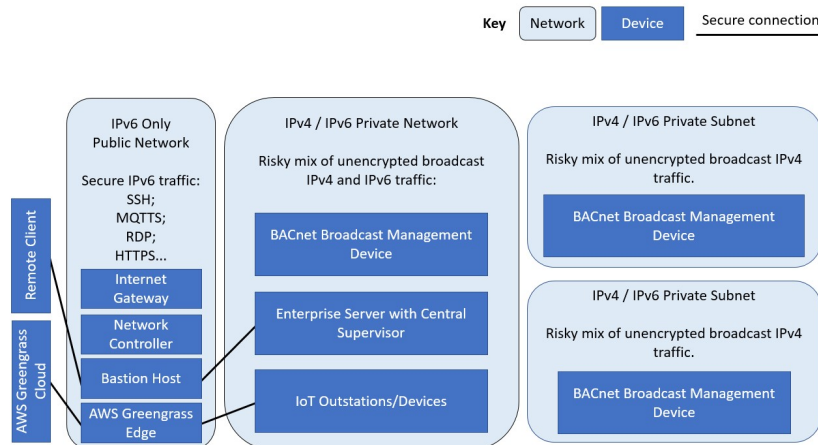 Key
Network
Device
Secure connection
Remote Client
AWS Greengrass
Cloud
IPv6 Only
Public Network
Secure IPv6 traffic:
SSH;
MQTTS;
RDP;
HTTPS...
Internet
Gateway
Network
Controller
Bastion Host
AWS Greengrass
Edge
IPv4 / IPv6 Private Network
Risky mix of unencrypted broadcast
IPv4 and IPv6 traffic:
BACnet Broadcast Management
Device
Enterprise Server with Central
Supervisor
IoT Outstations/Devices
IPv4 / IPv6 Private Subnet
Risky mix of unencrypted broadcast IPv4
traffic.
BACnet Broadcast Management
Device
IPv4 / IPv6 Private Subnet
Risky mix of unencrypted broadcast IPv4
traffic.
BACnet Broadcast Management
Device